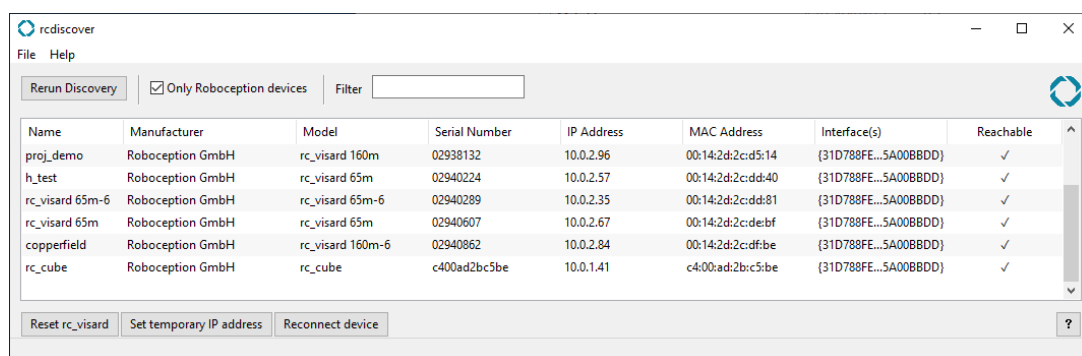 rcdiscover
File Help
Rerun Discovery Only Roboception devices Filter
Name Manufacturer Model Serial Number IP Address MAC Address Interface(s) Reachable
proj_demo Roboception GmbH rc_visard 160m 02938132 10.0.2.96 00:14:2d:2c:d5:14 {31D788FE...5A00BBDD} ✓
h_test Roboception GmbH rc_visard 65m 02940224 10.0.2.57 00:14:2d:2c:dd:40 {31D788FE...5A00BBDD} ✓
rc_visard 65m-6 Roboception GmbH rc_visard 65m-6 02940289 10.0.2.35 00:14:2d:2c:dd:81 {31D788FE...5A00BBDD} ✓
rc_visard 65m Roboception GmbH rc_visard 65m 02940607 10.0.2.67 00:14:2d:2c:de:bf {31D788FE...5A00BBDD} ✓
copperfield Roboception GmbH rc_visard 160m-6 02940862 10.0.2.84 00:14:2d:2c:df:be {31D788FE...5A00BBDD} ✓
rc_cube Roboception GmbH rc_cube c400ad2bc5be 10.0.1.41 c4:00:ad:2b:c5:be {31D788FE...5A00BBDD} ✓
Reset rc_visard Set temporary IP address Reconnect device ?